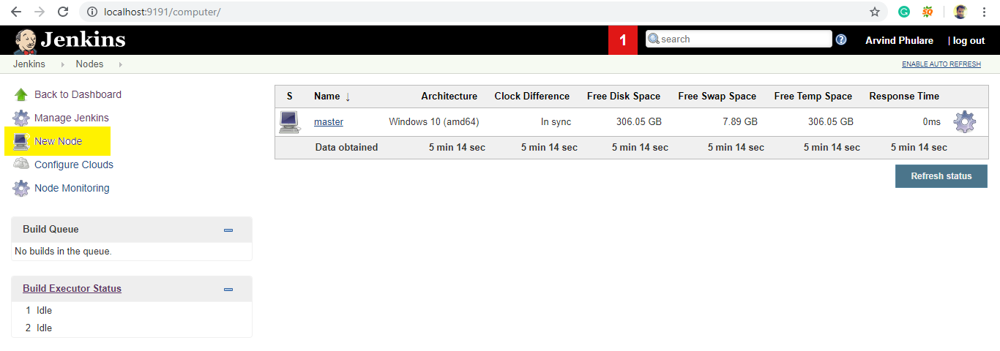 localhost:9191/computer/
Jenkins 1 search Arvind Phulare | log out
Jenkins Nodes ENABLE AUTO REFRESH
Back to Dashboard
Manage Jenkins
New Node
Configure Clouds
Node Monitoring
Build Queue
No builds in the queue.
Build Executor Status
1 Idle
2 Idle
S Name ↓ Architecture Clock Difference Free Disk Space Free Swap Space Free Temp Space Response Time
master Windows 10 (amd64) In sync 306.05 GB 7.89 GB 306.05 GB 0ms
Data obtained 5 min 14 sec 5 min 14 sec 5 min 14 sec 5 min 14 sec 5 min 14 sec 5 min 14 sec
Refresh status